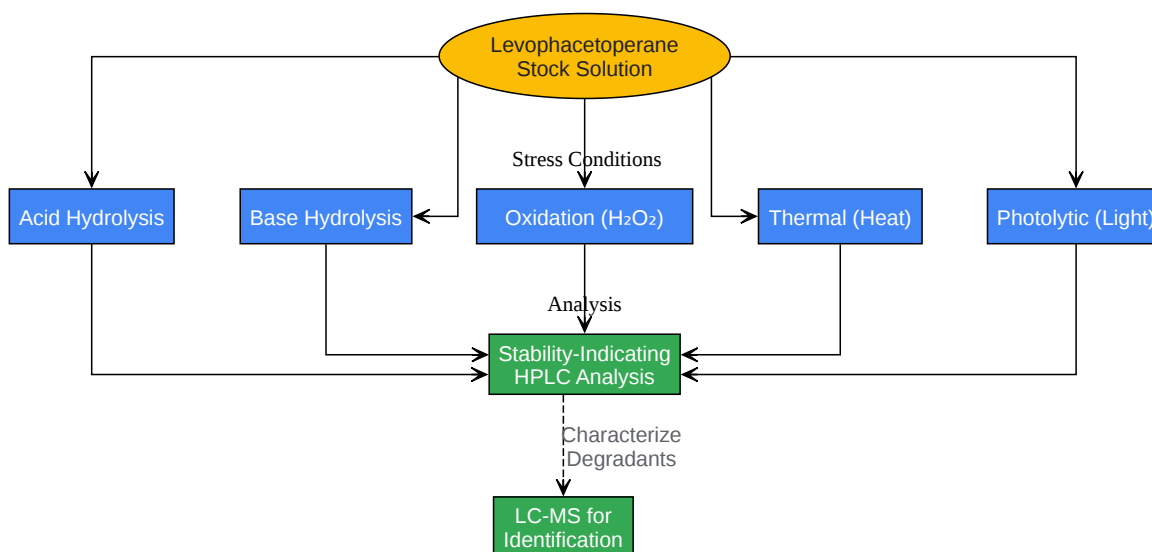 Levophacetoperane
Stock Solution
Stress Conditions
Acid Hydrolysis
Base Hydrolysis
Oxidation (H₂O₂)
Thermal (Heat)
Photolytic (Light)
Analysis
Stability-Indicating
HPLC Analysis
Characterize
Degradants
LC-MS for
Identification